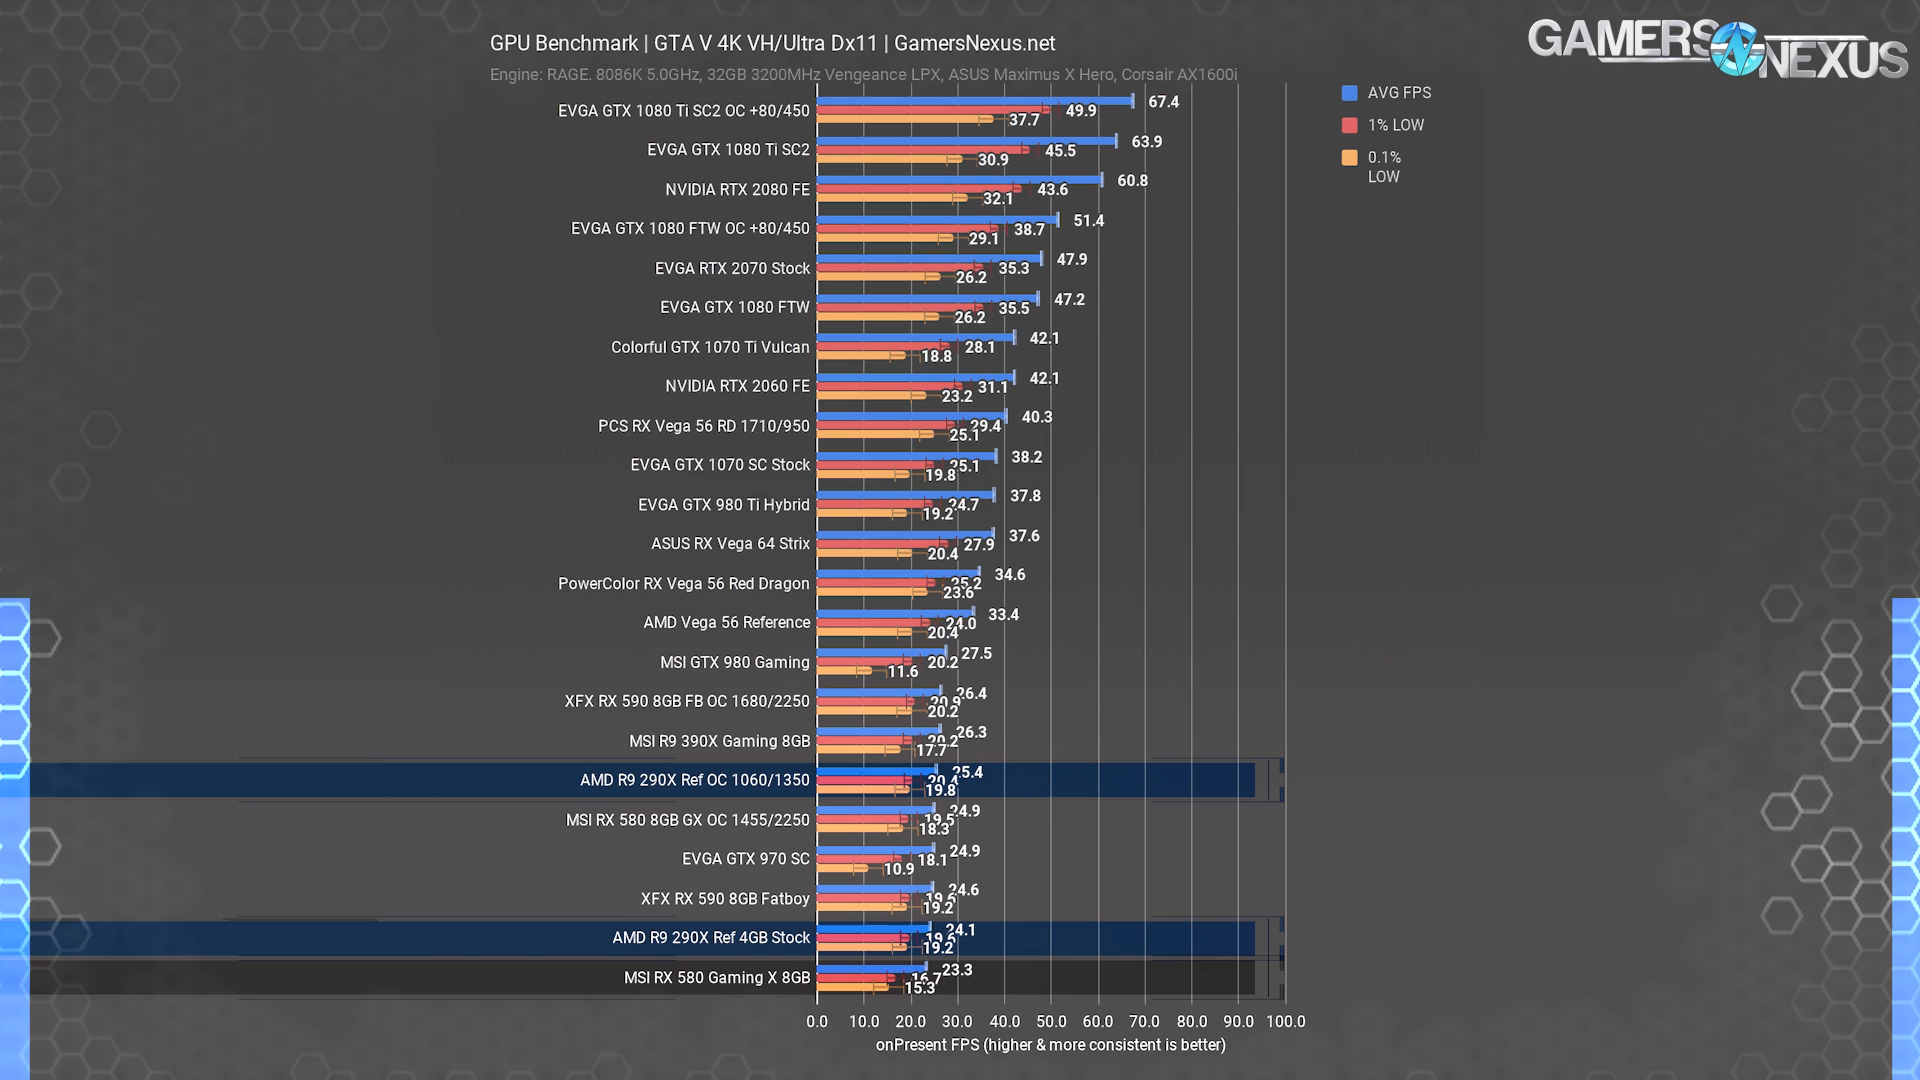 GAMERS NEXUS
GPU Benchmark | GTA V 4K VH/Ultra Dx11 | GamersNexus.net
Engine: RAGE. 8086K 5.0GHz, 32GB 3200MHz Vengeance LPX, ASUS Maximus X Hero, Corsair AX1600i
AVG FPS
1% LOW
0.1%
LOW
EVGA GTX 1080 Ti SC2 OC +80/450 67.4 49.9 37.7
EVGA GTX 1080 Ti SC2 63.9 45.5 30.9
NVIDIA RTX 2080 FE 60.8 43.6 32.1
EVGA GTX 1080 FTW OC +80/450 51.4 38.7 29.1
EVGA RTX 2070 Stock 47.9 35.3 26.2
EVGA GTX 1080 FTW 47.2 35.5 26.2
Colorful GTX 1070 Ti Vulcan 42.1 28.1 18.8
NVIDIA RTX 2060 FE 42.1 31.1 23.2
PCS RX Vega 56 RD 1710/950 40.3 29.4 25.1
EVGA GTX 1070 SC Stock 38.2 25.1 19.8
EVGA GTX 980 Ti Hybrid 37.8 24.7 19.2
ASUS RX Vega 64 Strix 37.6 27.9 20.4
PowerColor RX Vega 56 Red Dragon 34.6 25.2 23.6
AMD Vega 56 Reference 33.4 24.0 20.4
MSI GTX 980 Gaming 27.5 20.2 11.6
XFX RX 590 8GB FB OC 1680/2250 26.4 20.9 20.2
MSI R9 390X Gaming 8GB 26.3 20.2 17.7
AMD R9 290X Ref OC 1060/1350 25.4 20.4 19.8
MSI RX 580 8GB GX OC 1455/2250 24.9 19.5 18.3
EVGA GTX 970 SC 24.9 18.1 10.9
XFX RX 590 8GB Fatboy 24.6 19.6 19.2
AMD R9 290X Ref 4GB Stock 24.1 19.6 19.2
MSI RX 580 Gaming X 8GB 23.3 16.7 15.3
0.0 10.0 20.0 30.0 40.0 50.0 60.0 70.0 80.0 90.0 100.0
onPresent FPS (higher & more consistent is better)